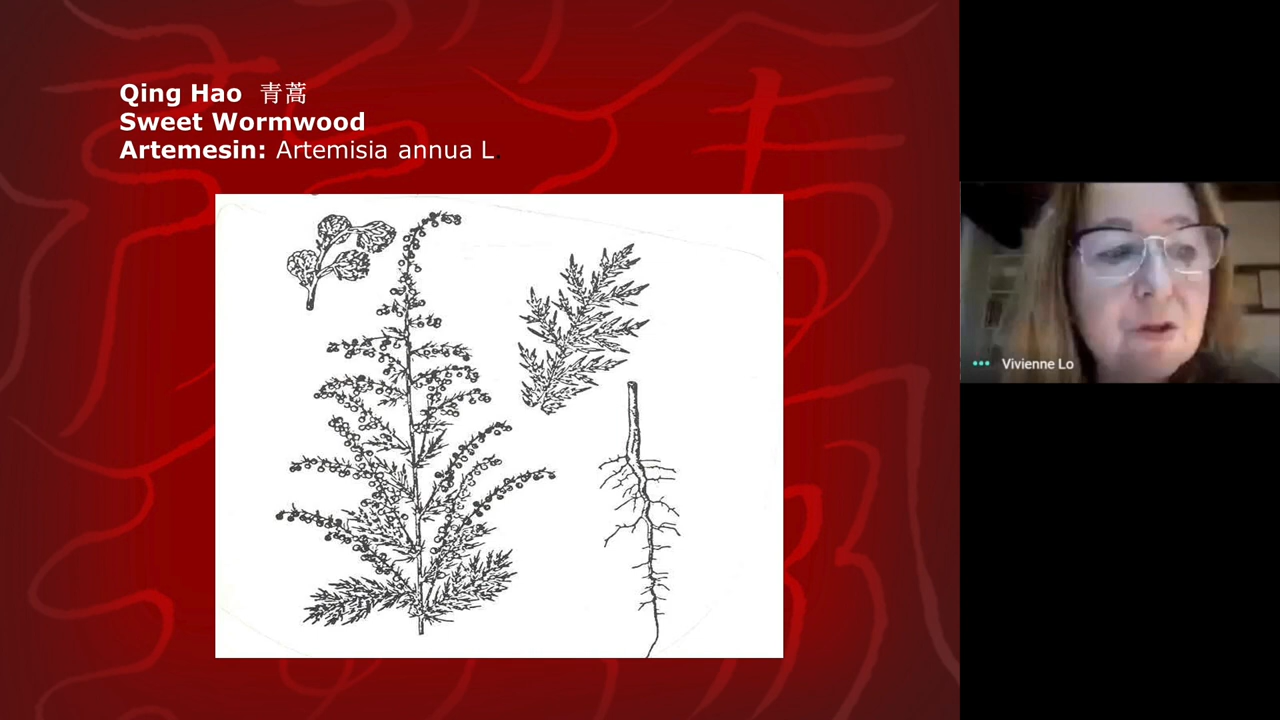 Qing Hao 青蒿
Sweet Wormwood
Artemesin: Artemisia annua L.
Vivienne Lo